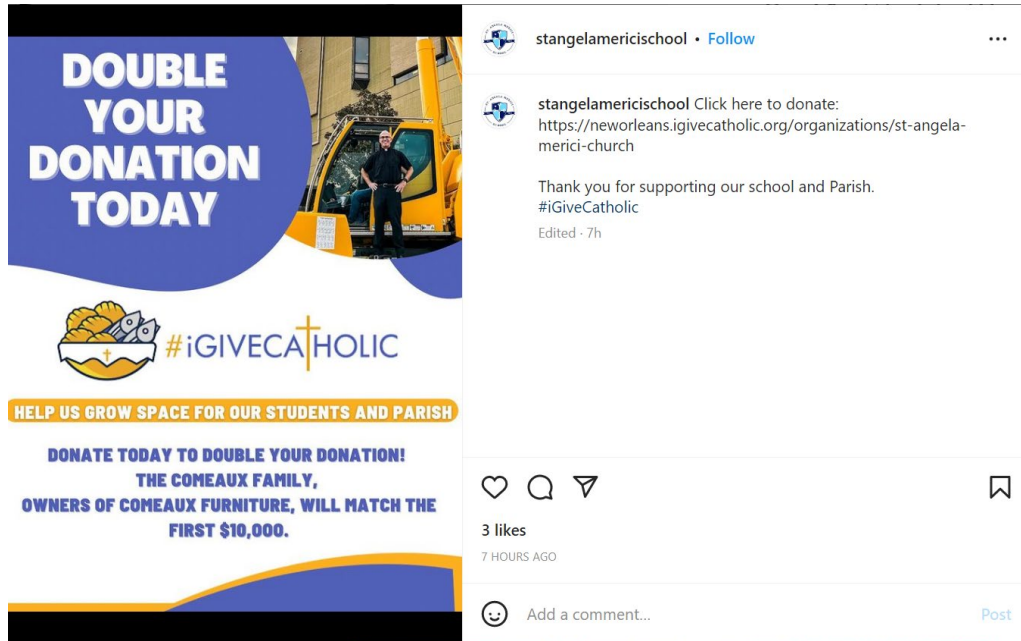 DOUBLE
YOUR
DONATION
TODAY
#iGIVECATHOLIC
HELP US GROW SPACE FOR OUR STUDENTS AND PARISH
DONATE TODAY TO DOUBLE YOUR DONATION!
THE COMEAUX FAMILY,
OWNERS OF COMEAUX FURNITURE, WILL MATCH THE
FIRST $10,000.
stangelamericischool • Follow
stangelamericischool Click here to donate:
https://neworleans.igivecatholic.org/organizations/st-angela-
merici-church
Thank you for supporting our school and Parish.
#iGiveCatholic
Edited · 7h
3 likes
7 HOURS AGO
Add a comment...
Post